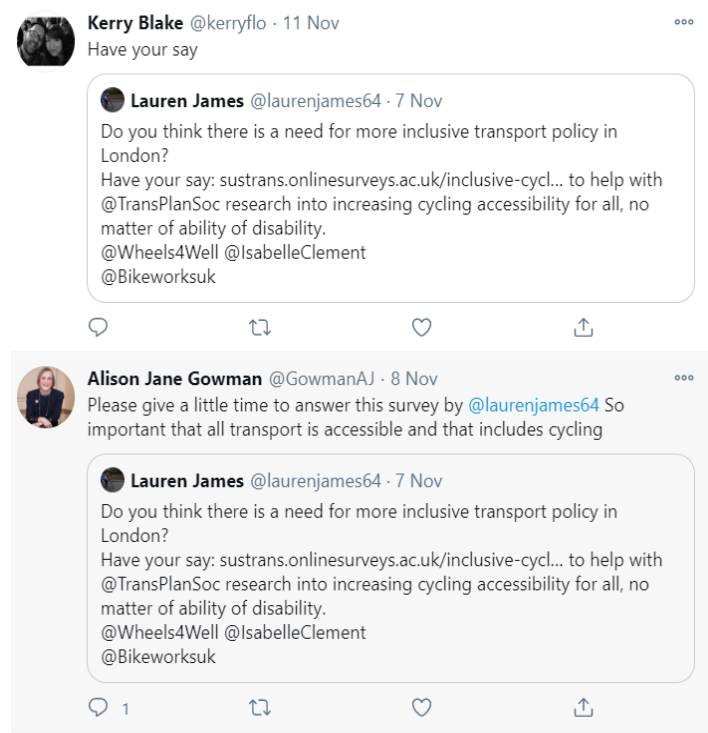 Kerry Blake @kerryflo · 11 Nov
Have your say
Lauren James @laurenjames64 · 7 Nov
Do you think there is a need for more inclusive transport policy in
London?
Have your say: sustrans.onlinesurveys.ac.uk/inclusive-cycl... to help with
@TransPlanSoc research into increasing cycling accessibility for all, no
matter of ability of disability.
@Wheels4Well @IsabelleClement
@Bikeworksuk
Alison Jane Gowman @GowmanAJ · 8 Nov
Please give a little time to answer this survey by @laurenjames64 So
important that all transport is accessible and that includes cycling
Lauren James @laurenjames64 · 7 Nov
Do you think there is a need for more inclusive transport policy in
London?
Have your say: sustrans.onlinesurveys.ac.uk/inclusive-cycl... to help with
@TransPlanSoc research into increasing cycling accessibility for all, no
matter of ability of disability.
@Wheels4Well @IsabelleClement
@Bikeworksuk
1